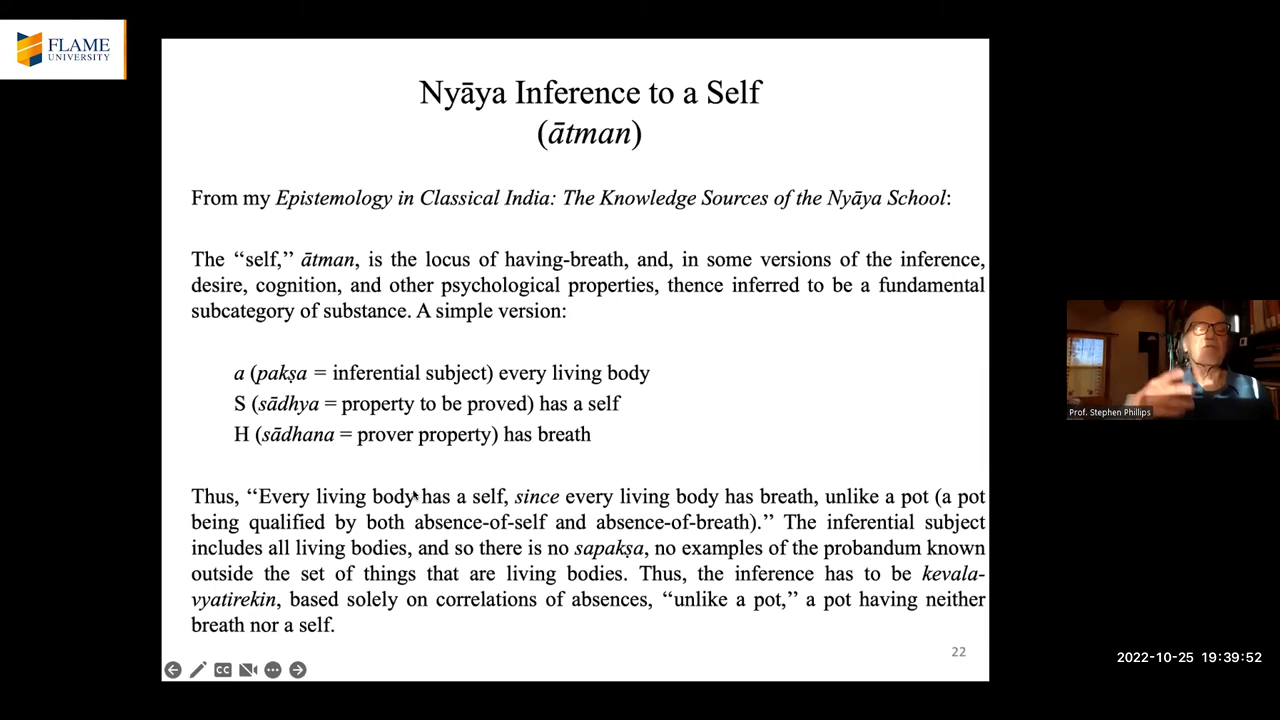 FLAME
UNIVERSITY
Nyāya Inference to a Self
(ātman)
From my Epistemology in Classical India: The Knowledge Sources of the Nyāya School:
The “self,” ātman, is the locus of having-breath, and, in some versions of the inference,
desire, cognition, and other psychological properties, thence inferred to be a fundamental
subcategory of substance. A simple version:
a (pakṣa = inferential subject) every living body
S (sādhya = property to be proved) has a self
H (sādhana = prover property) has breath
Thus, “Every living body has a self, since every living body has breath, unlike a pot (a pot
being qualified by both absence-of-self and absence-of-breath).” The inferential subject
includes all living bodies, and so there is no sapakṣa, no examples of the probandum known
outside the set of things that are living bodies. Thus, the inference has to be kevala-
vyatirekin, based solely on correlations of absences, “unlike a pot,” a pot having neither
breath nor a self.
22
CC
Prof. Stephen Phillips
2022-10-25 19:39:52